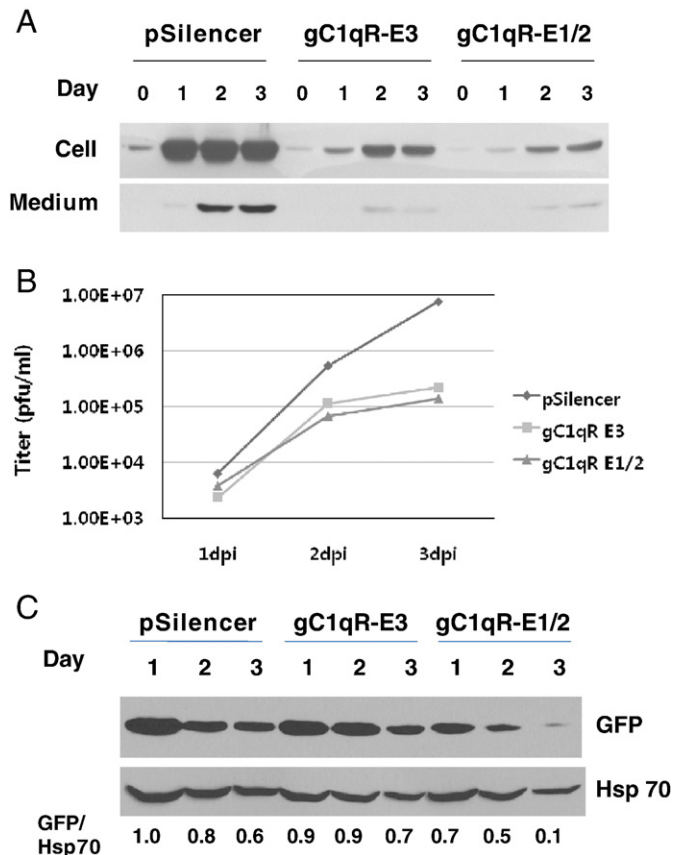 A
pSilencer gC1qR-E3 gC1qR-E1/2
Day 0 1 2 3 0 1 2 3 0 1 2 3
Cell
Medium
B
1.00E+07
1.00E+06
1.00E+05
1.00E+04
1.00E+03
Titer (pfu/ml)
1dpi 2dpi 3dpi
pSilencer
gC1qR E3
gC1qR E1/2
C
pSilencer gC1qR-E3 gC1qR-E1/2
Day 1 2 3 1 2 3 1 2 3
GFP
Hsp 70
GFP/
Hsp70 1.0 0.8 0.6 0.9 0.9 0.7 0.7 0.5 0.1